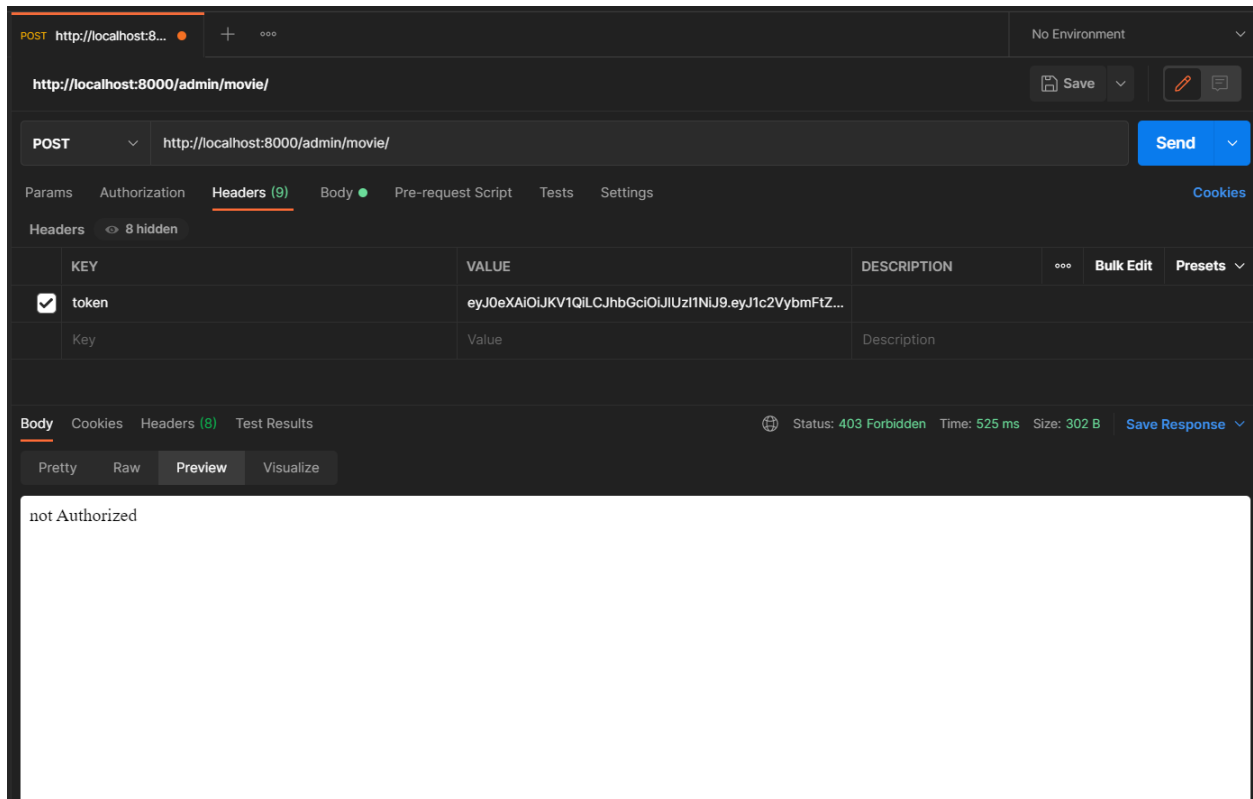 POST http://localhost:8... + ooo No Environment
http://localhost:8000/admin/movie/ Save
POST http://localhost:8000/admin/movie/ Send
Params Authorization Headers (9) Body Pre-request Script Tests Settings Cookies
Headers 8 hidden
KEY VALUE DESCRIPTION ooo Bulk Edit Presets
token eyJ0eXAiOiJKV1QiLCJhbGciOiJIUzI1NiJ9.eyJ1c2VybmFtZ...
Key Value Description
Body Cookies Headers (8) Test Results Status: 403 Forbidden Time: 525 ms Size: 302 B Save Response
Pretty Raw Preview Visualize
not Authorized